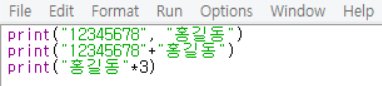 File Edit Format Run Options Window Help
print("12345678", "홍길동")
print("12345678"+"홍길동")
print("홍길동"*3)